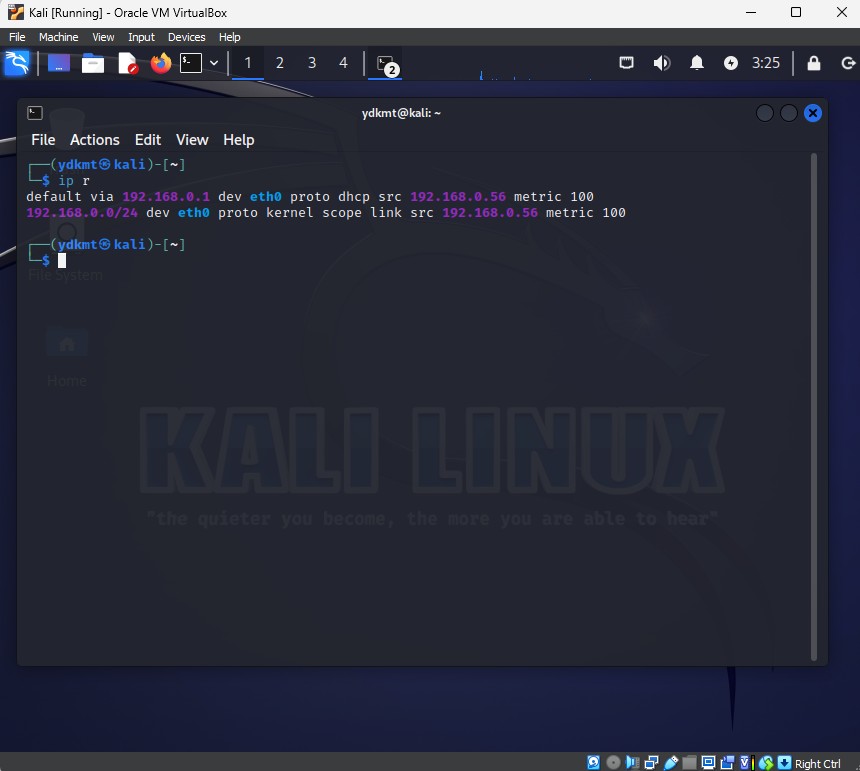 Kali [Running] - Oracle VM VirtualBox
File Machine View Input Devices Help
1 2 3 4 2 3:25
ydkmt@kali: ~
File Actions Edit View Help
┌──(ydkmt㉿kali)-[~]
└─$ ip r
default via 192.168.0.1 dev eth0 proto dhcp src 192.168.0.56 metric 100
192.168.0.0/24 dev eth0 proto kernel scope link src 192.168.0.56 metric 100
┌──(ydkmt㉿kali)-[~]
└─$
File System
Home
KALI LINUX
"the quieter you become, the more you are able to hear"
Right Ctrl